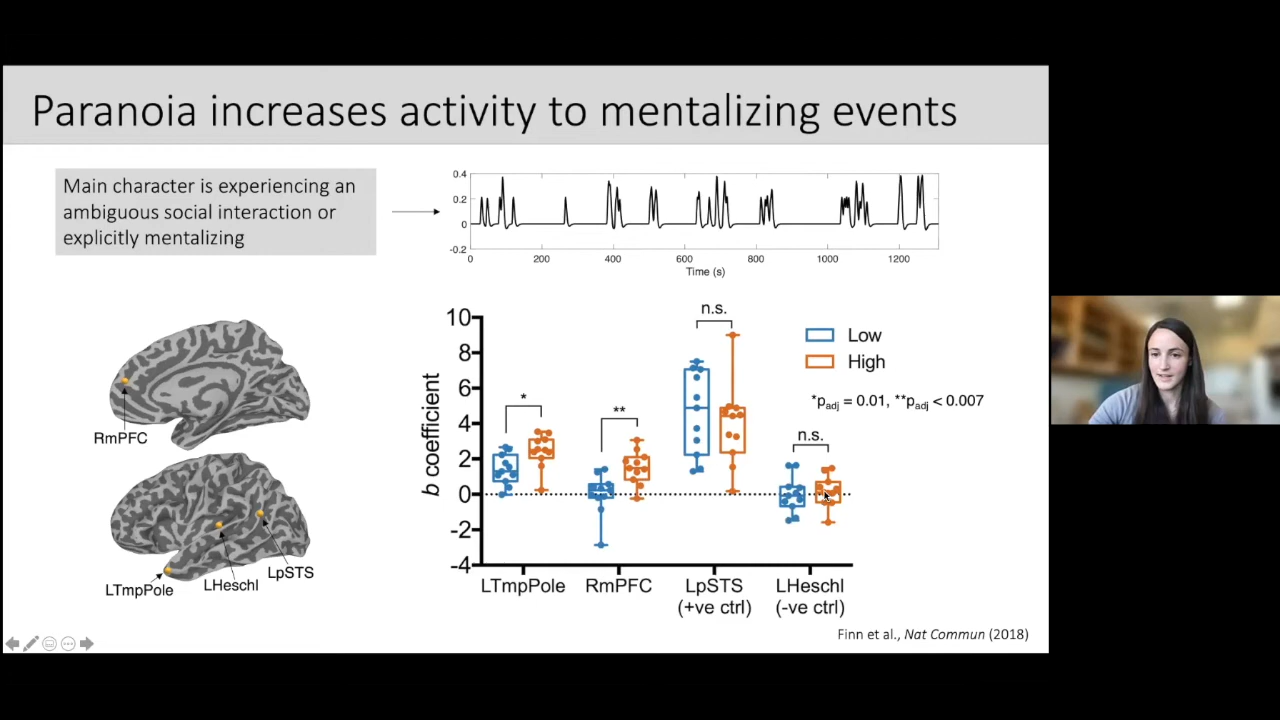 Paranoia increases activity to mentalizing events
Main character is experiencing an
ambiguous social interaction or
explicitly mentalizing
0.4
0.2
0
-0.2
0
200
400
600
800
1000
1200
Time (s)
RmPFC
LTmpPole
LHeschl
LpSTS
b coefficient
10
8
6
4
2
0
-2
-4
*
**
n.s.
n.s.
Low
High
*padj = 0.01, **padj < 0.007
LTmpPole
RmPFC
LpSTS
(+ve ctrl)
LHeschl
(-ve ctrl)
Finn et al., Nat Commun (2018)